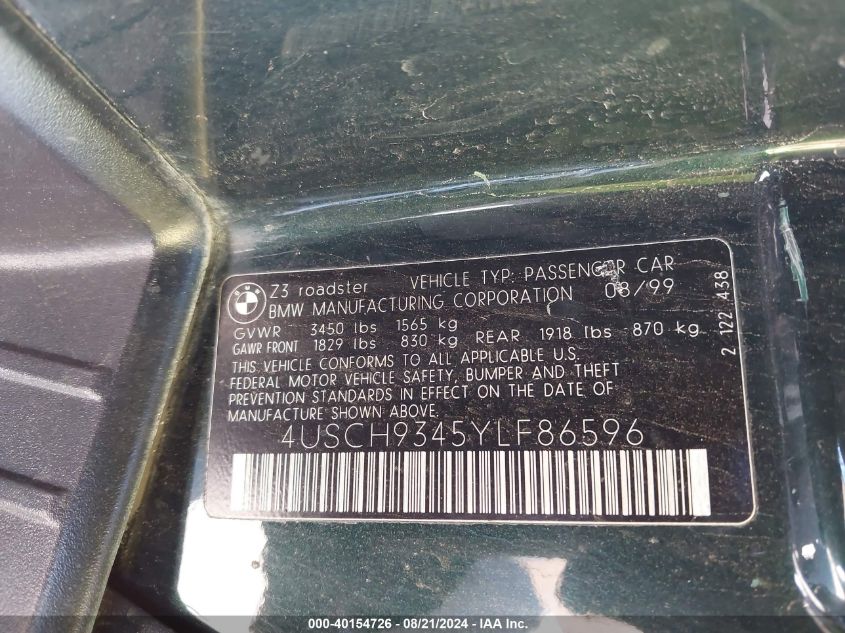 BMW
Z3 roadster VEHICLE TYP: PASSENGER CAR
BMW MANUFACTURING CORPORATION 08/99
GVWR 3450 lbs 1565 kg
GAWR FRONT 1829 lbs 830 kg REAR 1918 lbs 870 kg
THIS VEHICLE CONFORMS TO ALL APPLICABLE U.S.
FEDERAL MOTOR VEHICLE SAFETY, BUMPER AND THEFT
PREVENTION STANDARDS IN EFFECT ON THE DATE OF
MANUFACTURE SHOWN ABOVE.
4USCH9345YLF86596
2 122 438
000-40154726 - 08/21/2024 - IAA Inc.